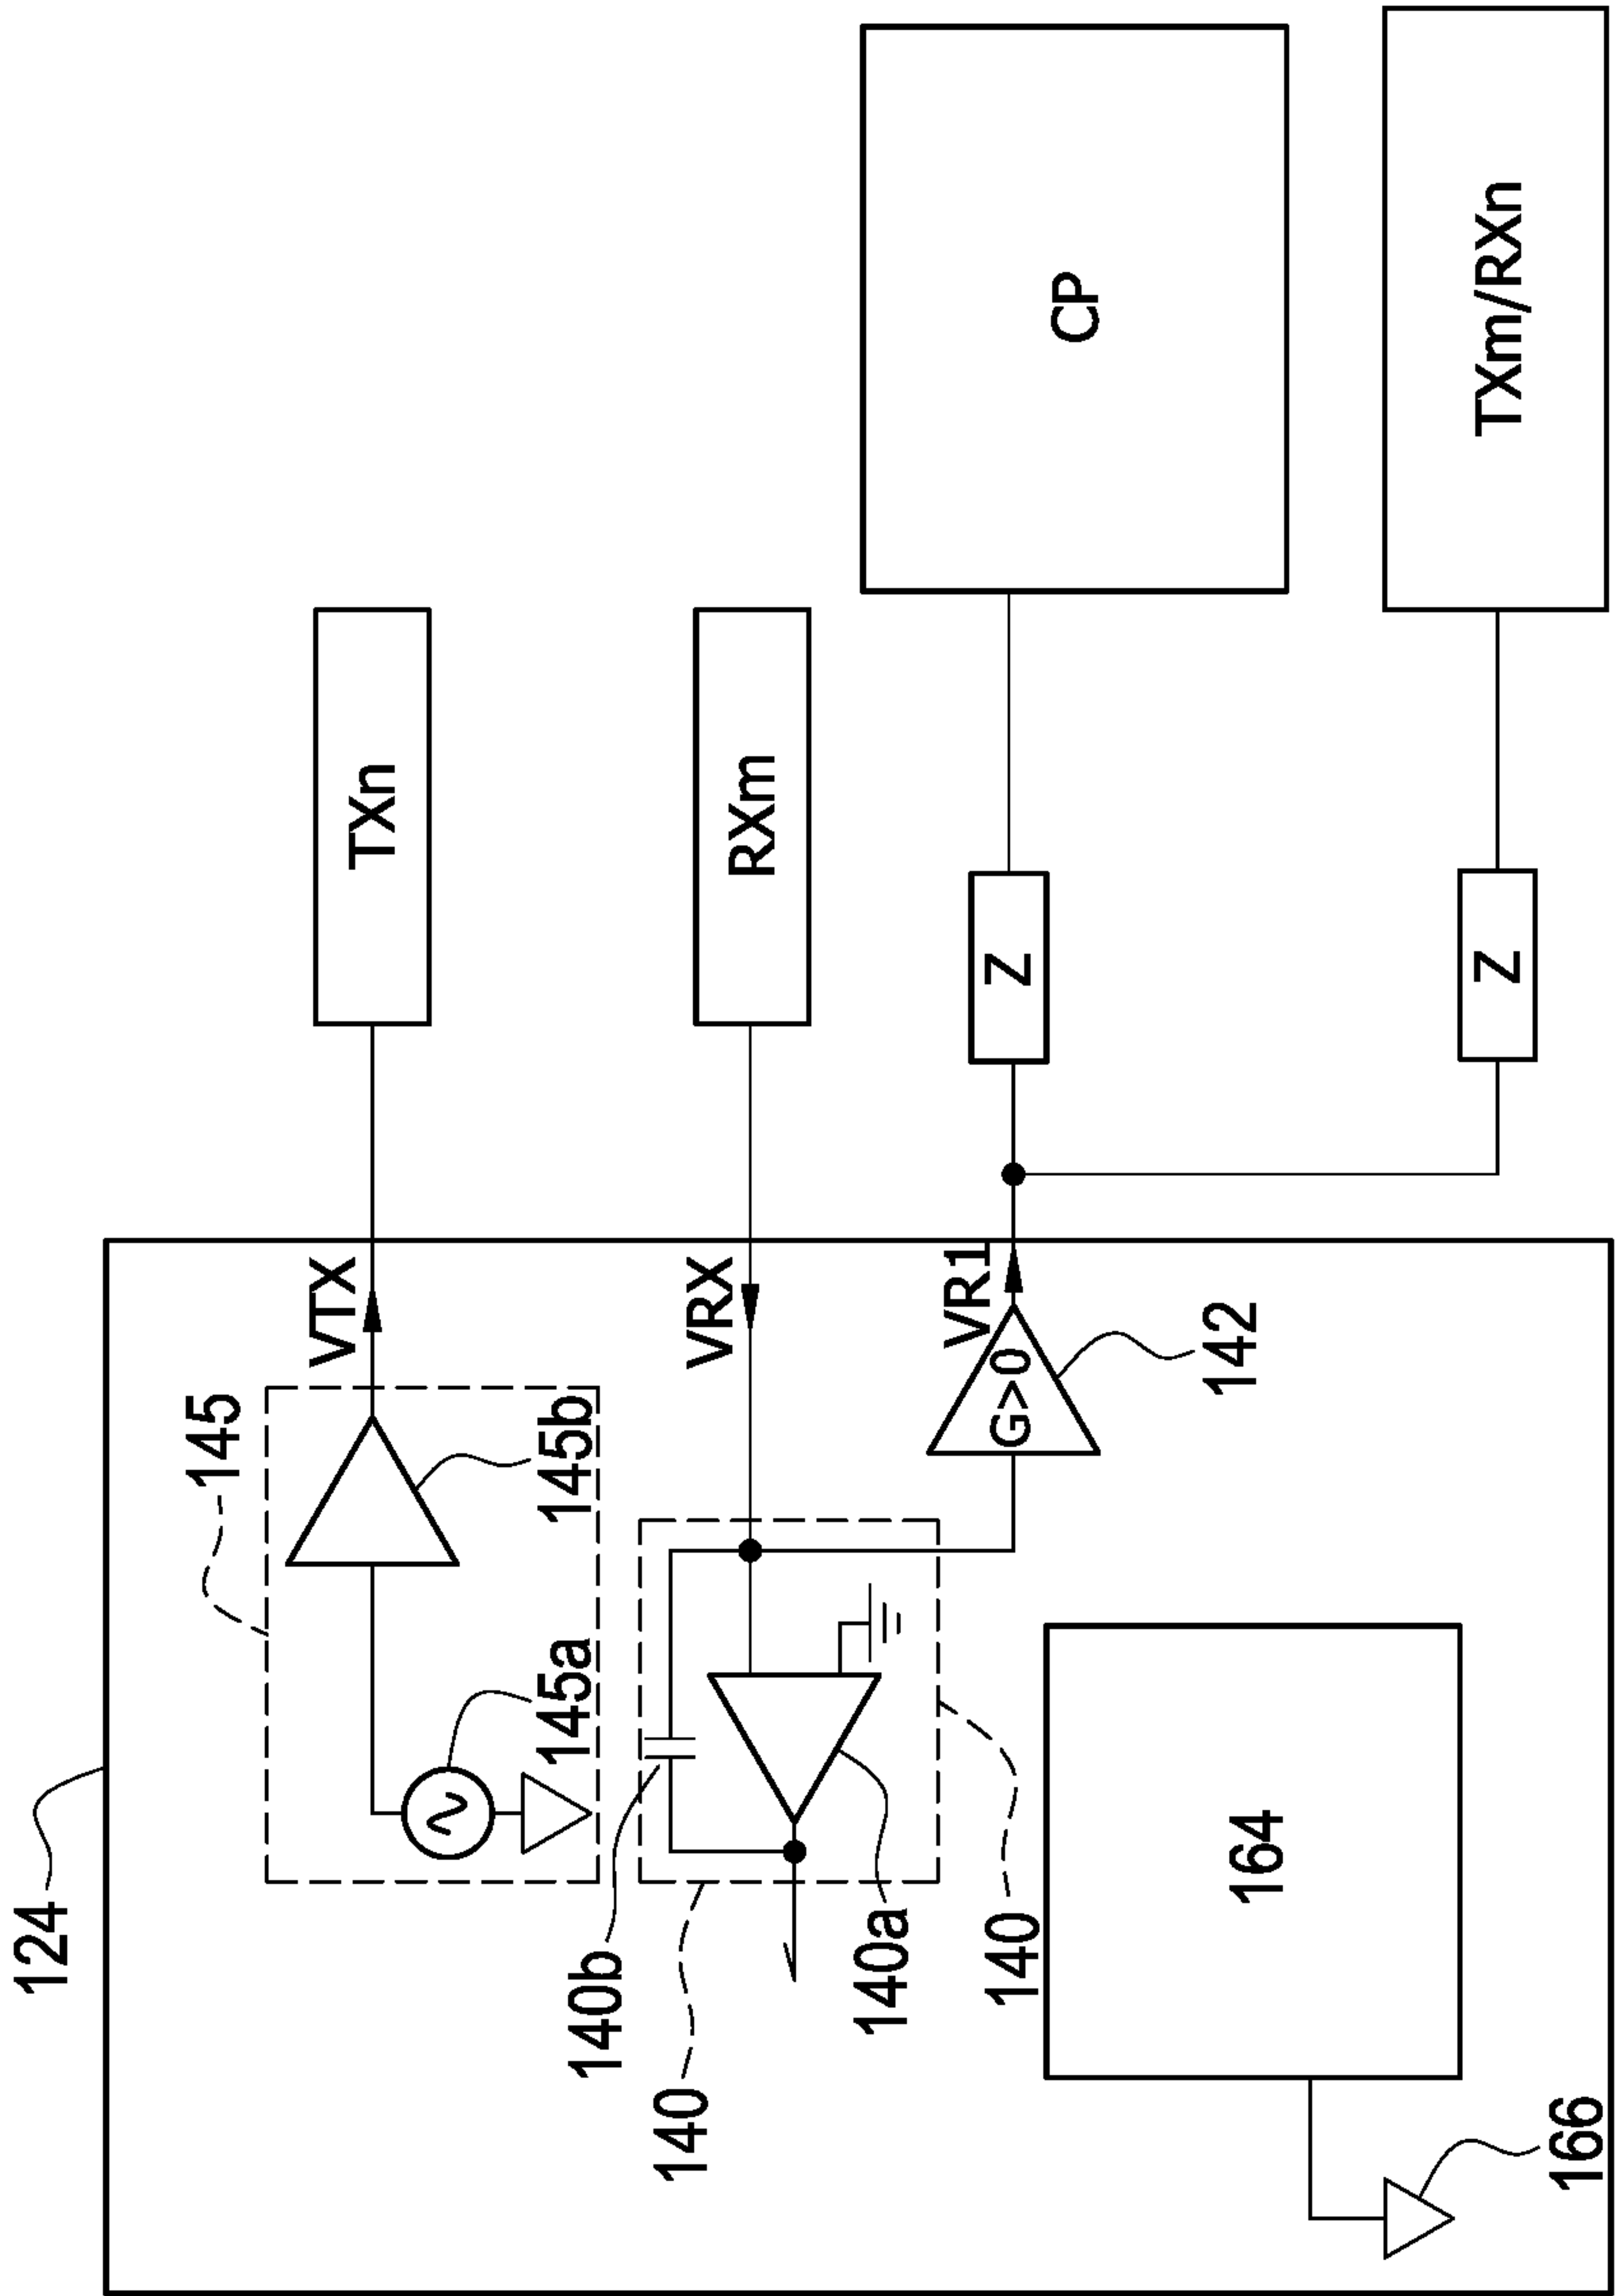 124
145
145a
145b
VTX
TXn
140
140b
VRX
RXm
140a
140
G>0
VR1
142
Z
CP
164
166
Z
TXm/RXn